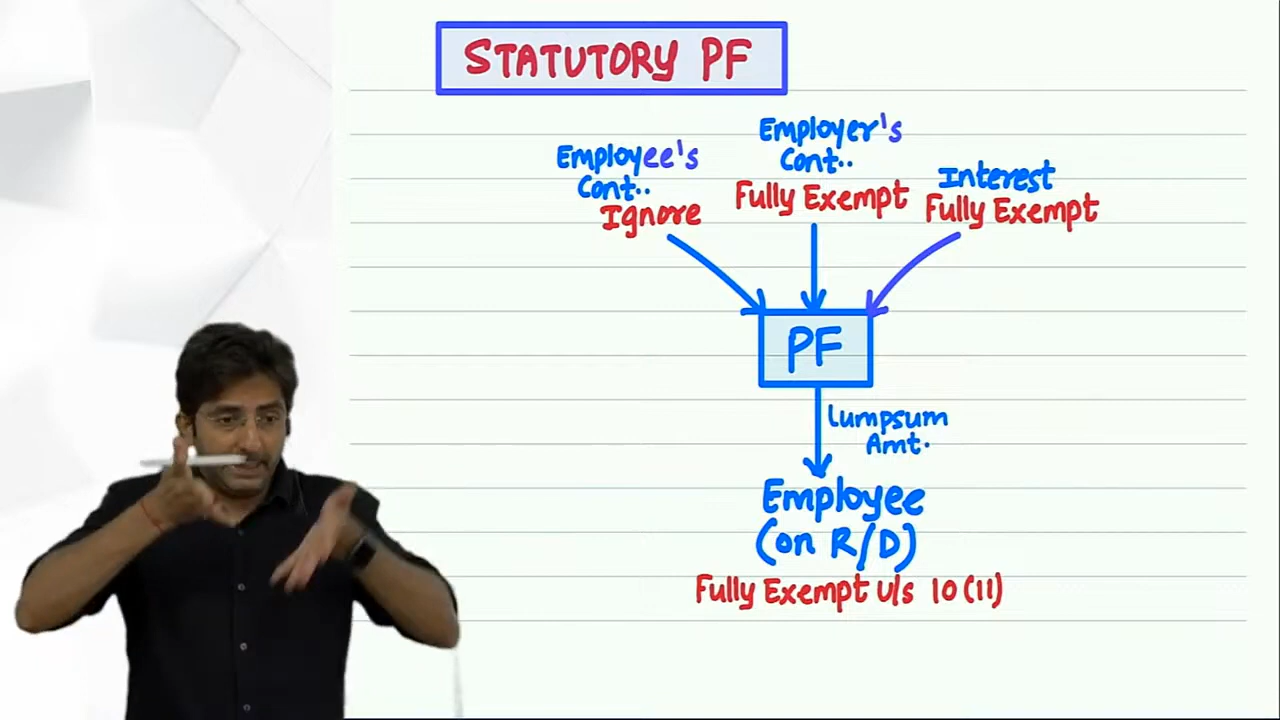 STATUTORY PF
Employee's
Cont..
Ignore
Employer's
Cont..
Fully Exempt
Interest
Fully Exempt
PF
Lumpsum
Amt.
Employee
(on R/D)
Fully Exempt u/s 10(11)